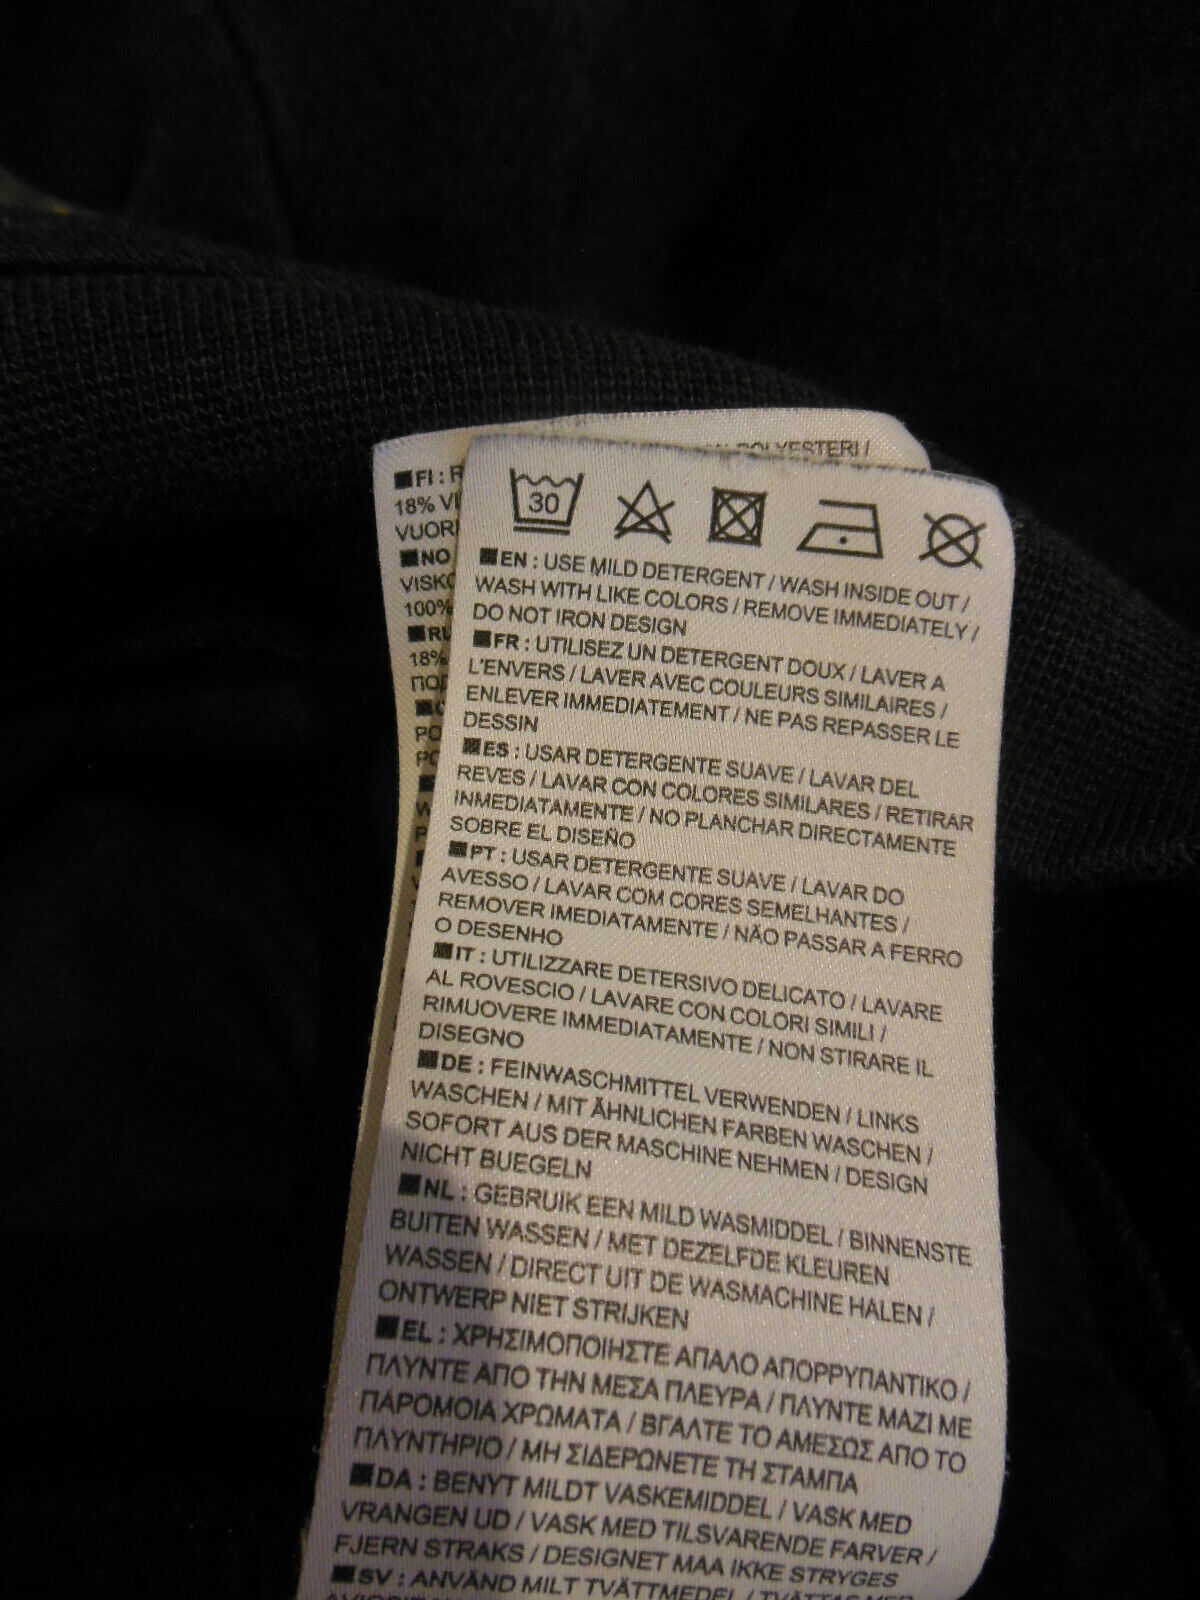 POLYESTERI /
FI :
18% VI
VUORI
NO
VISKO
100%
RU
18%
ПОД
30
EN : USE MILD DETERGENT / WASH INSIDE OUT /
WASH WITH LIKE COLORS / REMOVE IMMEDIATELY /
DO NOT IRON DESIGN
FR : UTILISEZ UN DETERGENT DOUX / LAVER A
L'ENVERS / LAVER AVEC COULEURS SIMILAIRES /
ENLEVER IMMEDIATEMENT / NE PAS REPASSER LE
DESSIN
ES : USAR DETERGENTE SUAVE / LAVAR DEL
REVES / LAVAR CON COLORES SIMILARES / RETIRAR
INMEDIATAMENTE / NO PLANCHAR DIRECTAMENTE
SOBRE EL DISEÑO
PT : USAR DETERGENTE SUAVE / LAVAR DO
AVESSO / LAVAR COM CORES SEMELHANTES /
REMOVER IMEDIATAMENTE / NÃO PASSAR A FERRO
O DESENHO
IT : UTILIZZARE DETERSIVO DELICATO / LAVARE
AL ROVESCIO / LAVARE CON COLORI SIMILI /
RIMUOVERE IMMEDIATAMENTE / NON STIRARE IL
DISEGNO
DE : FEINWASCHMITTEL VERWENDEN / LINKS
WASCHEN / MIT ÄHNLICHEN FARBEN WASCHEN /
SOFORT AUS DER MASCHINE NEHMEN / DESIGN
NICHT BUEGELN
NL : GEBRUIK EEN MILD WASMIDDEL / BINNENSTE
BUITEN WASSEN / MET DEZELFDE KLEUREN
WASSEN / DIRECT UIT DE WASMACHINE HALEN /
ONTWERP NIET STRIJKEN
EL : ΧΡΗΣΙΜΟΠΟΙΗΣΤΕ ΑΠΑΛΟ ΑΠΟΡΡΥΠΑΝΤΙΚΟ /
ΠΛΥΝΤΕ ΑΠΟ ΤΗΝ ΜΕΣΑ ΠΛΕΥΡΑ / ΠΛΥΝΤΕ ΜΑΖΙ ΜΕ
ΠΑΡΟΜΟΙΑ ΧΡΩΜΑΤΑ / ΒΓΑΛΤΕ ΤΟ ΑΜΕΣΩΣ ΑΠΟ ΤΟ
ΠΛΥΝΤΗΡΙΟ / ΜΗ ΣΙΔΕΡΩΝΕΤΕ ΤΗ ΣΤΑΜΠΑ
DA : BENYT MILDT VASKEMIDDEL / VASK MED
VRANGEN UD / VASK MED TILSVARENDE FARVER /
FJERN STRAKS / DESIGNET MAA IKKE STRYGES
SV : ANVÄND MILT TVÄTTMEDEL / TVÄTTAS MED